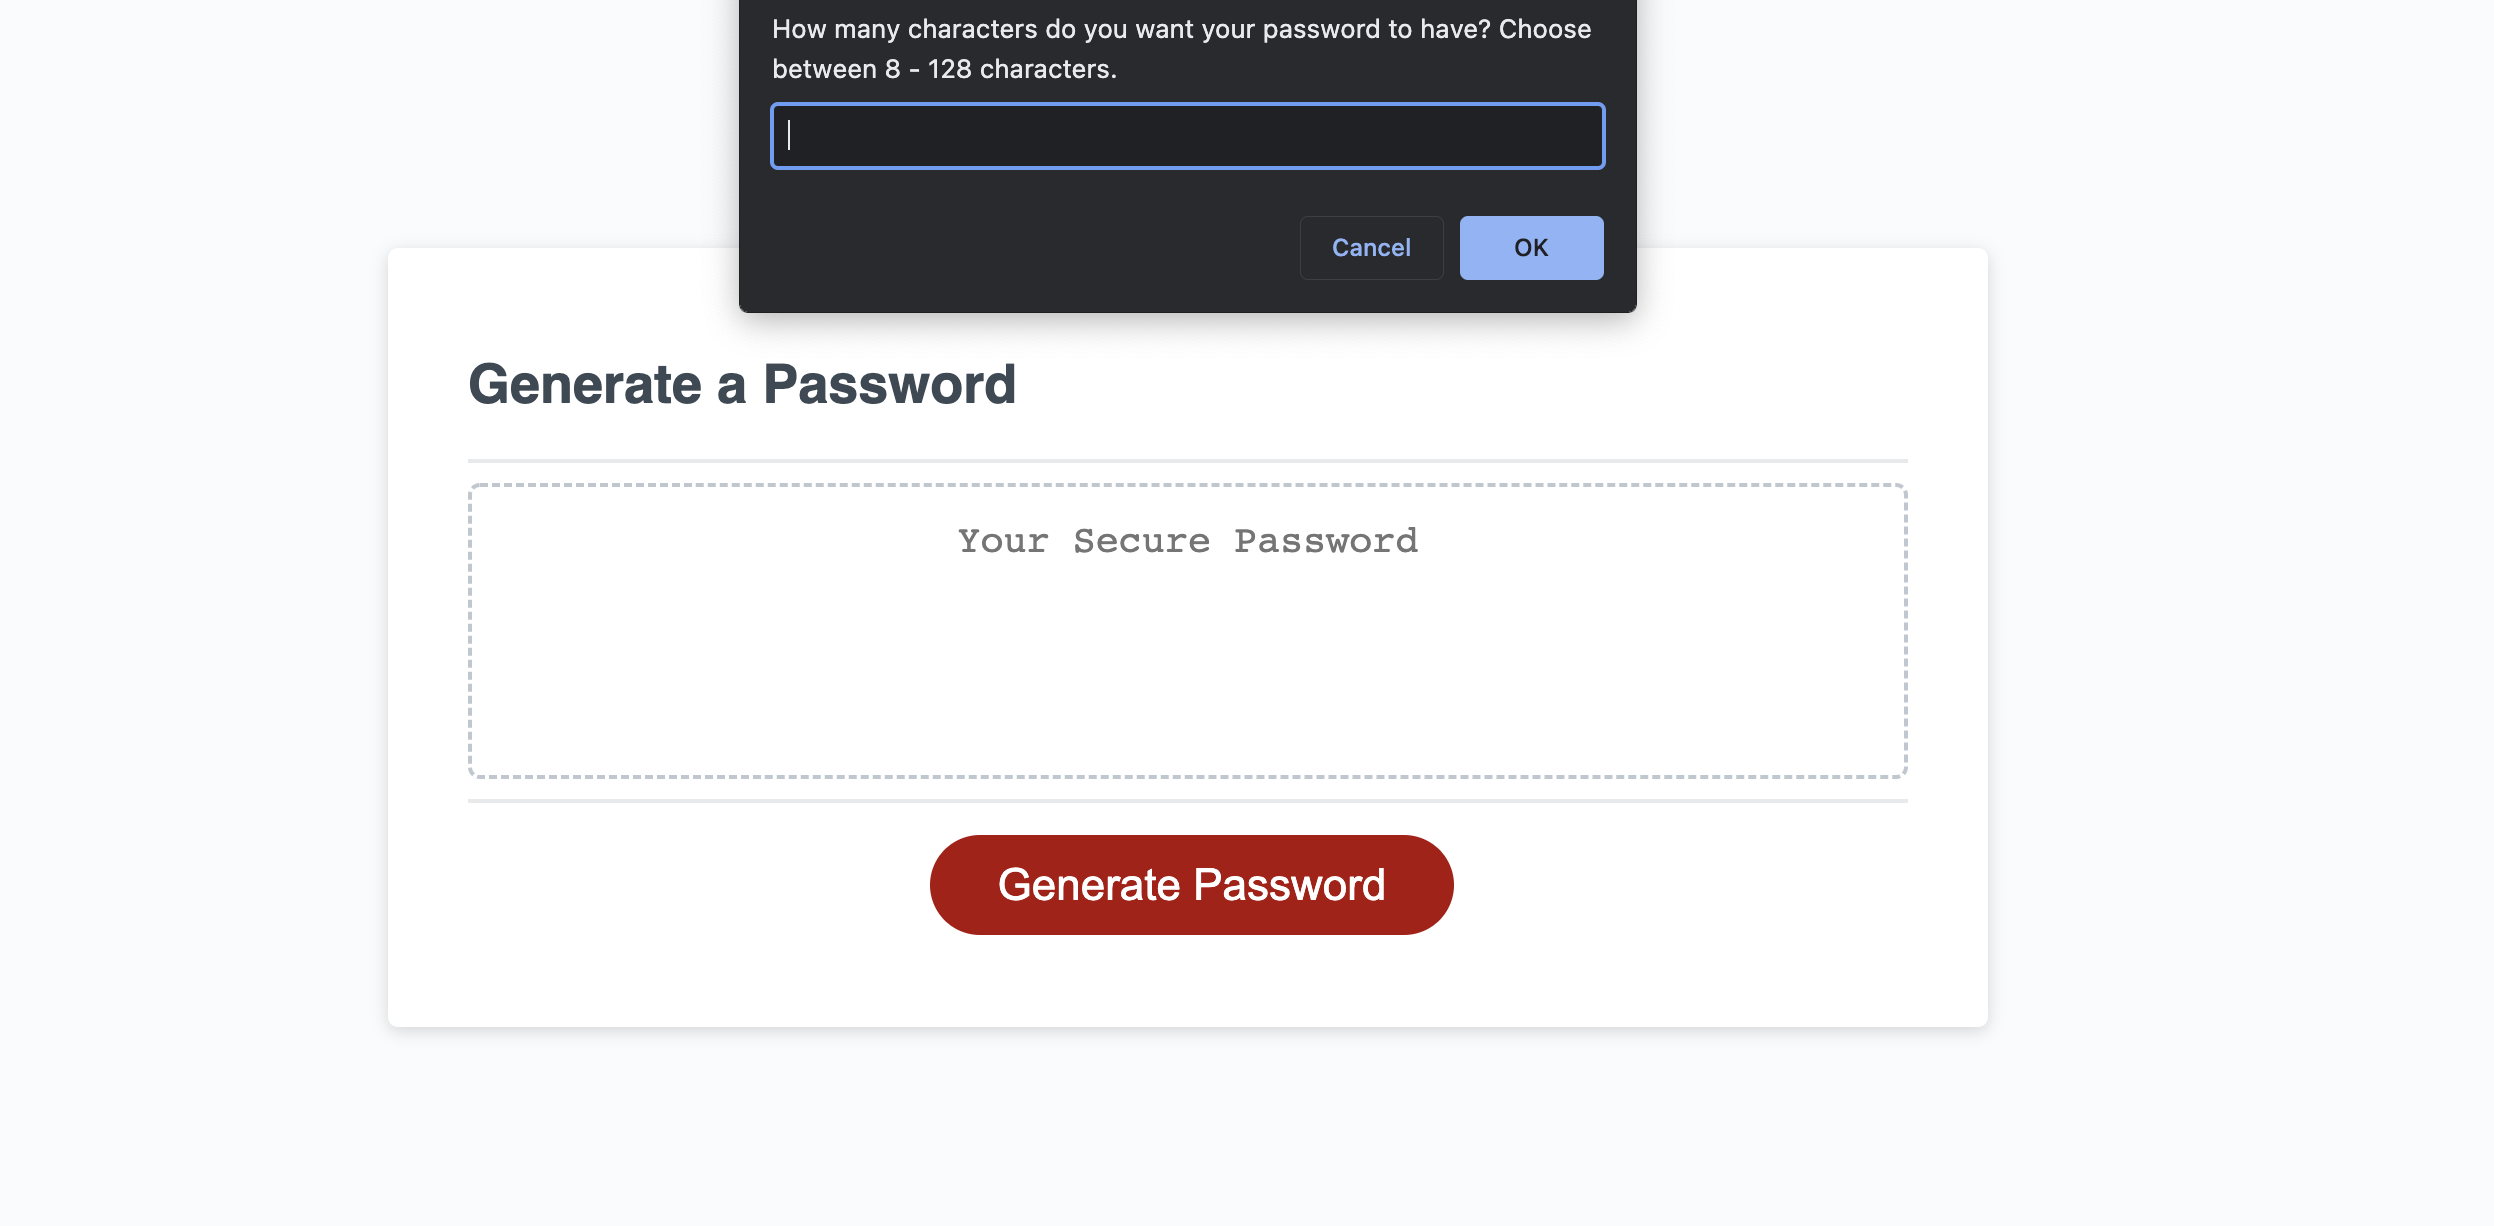 How many characters do you want your password to have? Choose
between 8 - 128 characters.
Cancel
OK
Generate a Password
Your Secure Password
Generate Password